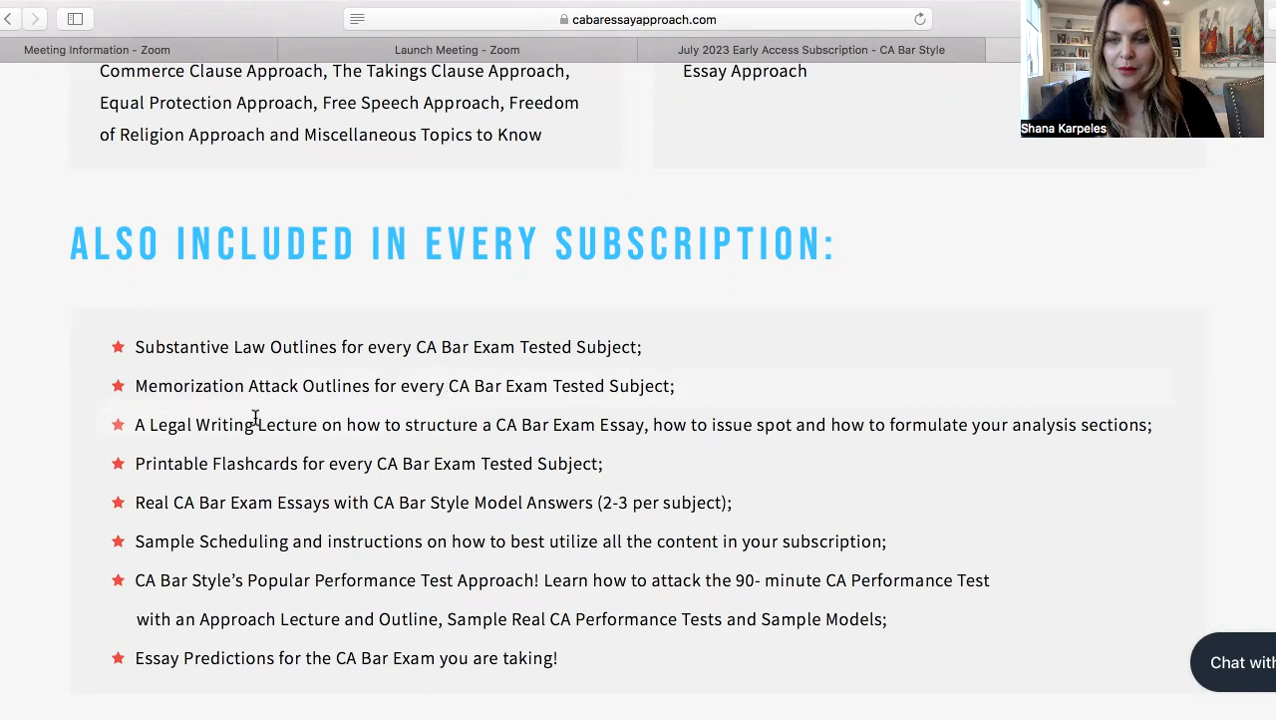 cabaressayapproach.com
Meeting Information - Zoom
Launch Meeting - Zoom
July 2023 Early Access Subscription - CA Bar Style
Commerce Clause Approach, The Takings Clause Approach,
Equal Protection Approach, Free Speech Approach, Freedom
of Religion Approach and Miscellaneous Topics to Know
Essay Approach
Shana Karpeles
ALSO INCLUDED IN EVERY SUBSCRIPTION:
Substantive Law Outlines for every CA Bar Exam Tested Subject;
Memorization Attack Outlines for every CA Bar Exam Tested Subject;
A Legal Writing Lecture on how to structure a CA Bar Exam Essay, how to issue spot and how to formulate your analysis sections;
Printable Flashcards for every CA Bar Exam Tested Subject;
Real CA Bar Exam Essays with CA Bar Style Model Answers (2-3 per subject);
Sample Scheduling and instructions on how to best utilize all the content in your subscription;
CA Bar Style’s Popular Performance Test Approach! Learn how to attack the 90- minute CA Performance Test
with an Approach Lecture and Outline, Sample Real CA Performance Tests and Sample Models;
Essay Predictions for the CA Bar Exam you are taking!
Chat with